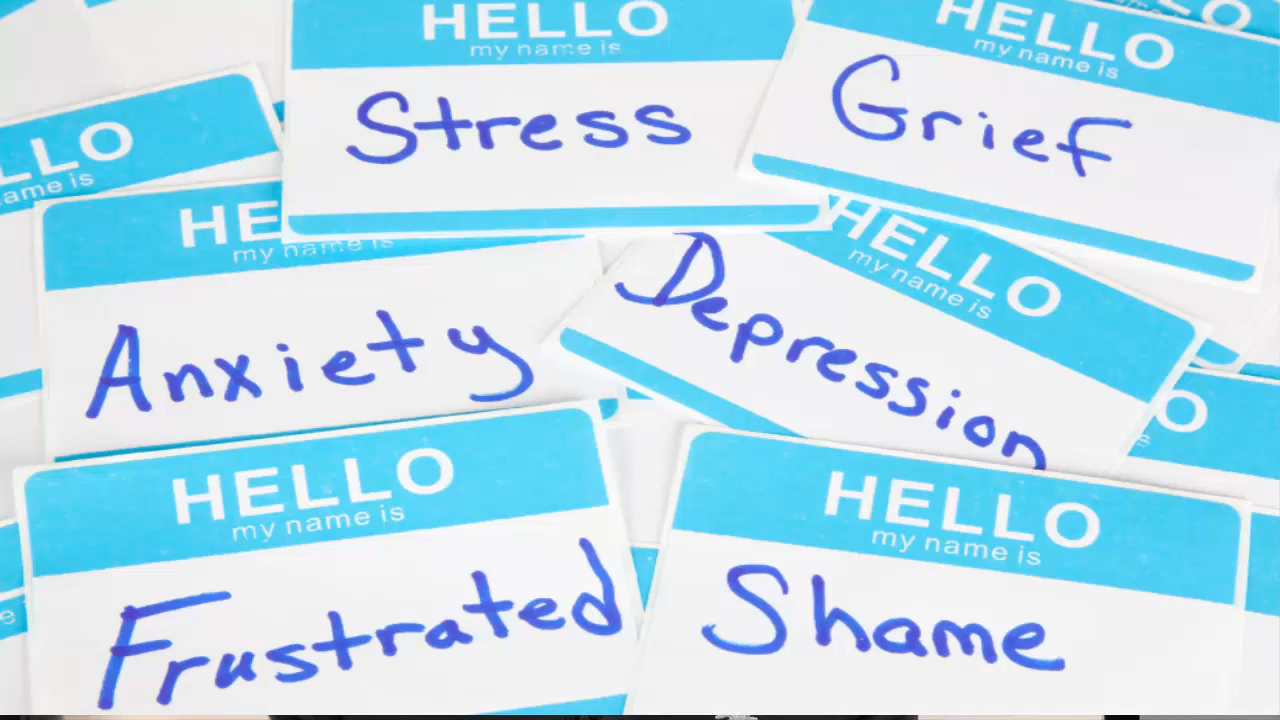 HELLO
my name is
Stress
HELLO
my name is
Grief
LLO
name is
HE
my name is
Anxiety
HELLO
my name is
Depression
HELLO
my name is
Frustrated
HELLO
my name is
Shame